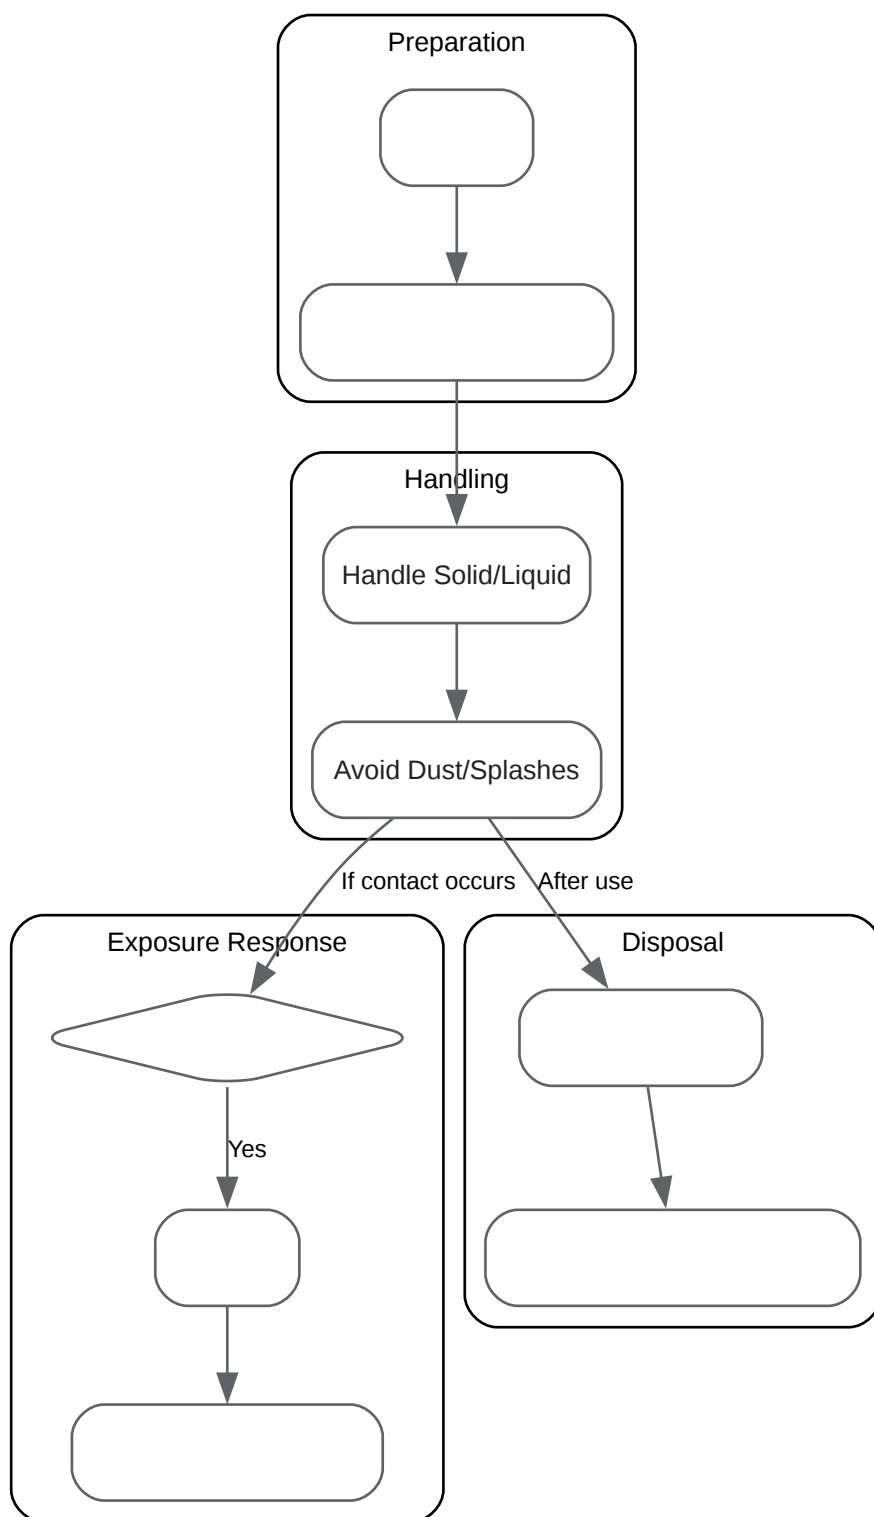 Preparation
Handling
Handle Solid/Liquid
Avoid Dust/Splashes
If contact occurs
After use
Exposure Response
Disposal
Yes